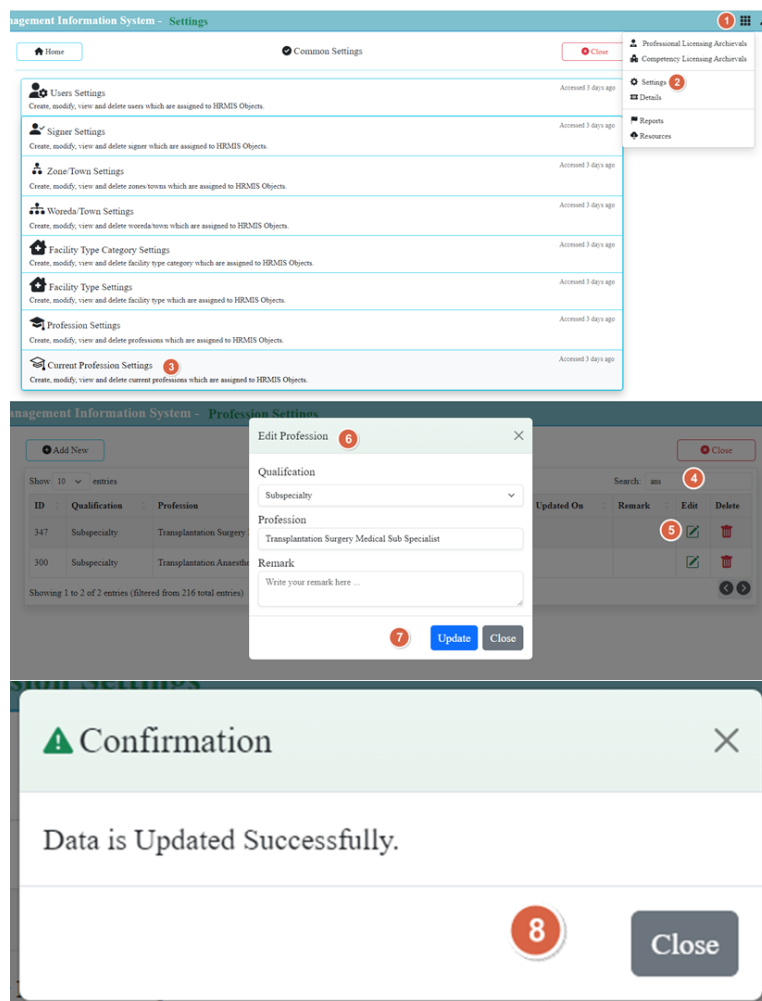 nagement Information System - Settings
1
Home
Common Settings
Close
Professional Licensing Archievals
Competency Licensing Archievals
Settings 2
Details
Reports
Resources
Users Settings
Accessed 3 days ago
Create, modify, view and delete users which are assigned to HRMIS Objects.
Signer Settings
Accessed 3 days ago
Create, modify, view and delete signer which are assigned to HRMIS Objects.
Zone/Town Settings
Accessed 3 days ago
Create, modify, view and delete zones/towns which are assigned to HRMIS Objects.
Woreda/Town Settings
Accessed 3 days ago
Create, modify, view and delete woreda/town which are assigned to HRMIS Objects.
Facility Type Category Settings
Accessed 3 days ago
Create, modify, view and delete facility type category which are assigned to HRMIS Objects.
Facility Type Settings
Accessed 3 days ago
Create, modify, view and delete facility type which are assigned to HRMIS Objects.
Profession Settings
Accessed 3 days ago
Create, modify, view and delete professions which are assigned to HRMIS Objects.
Current Profession Settings 3
Accessed 3 days ago
Create, modify, view and delete current professions which are assigned to HRMIS Objects.
anagement Information System - Profession Settings
Add New
Close
Show 10 entries
Search: 4
ID Qualification Profession Updated On Remark Edit Delete
347 Subspecialty Transplantation Surgery 5
300 Subspecialty Transplantation Anaesthe
Showing 1 to 2 of 2 entries (filtered from 216 total entries)
Edit Profession 6
Qualifcation
Subspecialty
Profession
Transplantation Surgery Medical Sub Specialist
Remark
Write your remark here ...
7 Update Close
sion Settings
Confirmation
Data is Updated Successfully.
8
Close